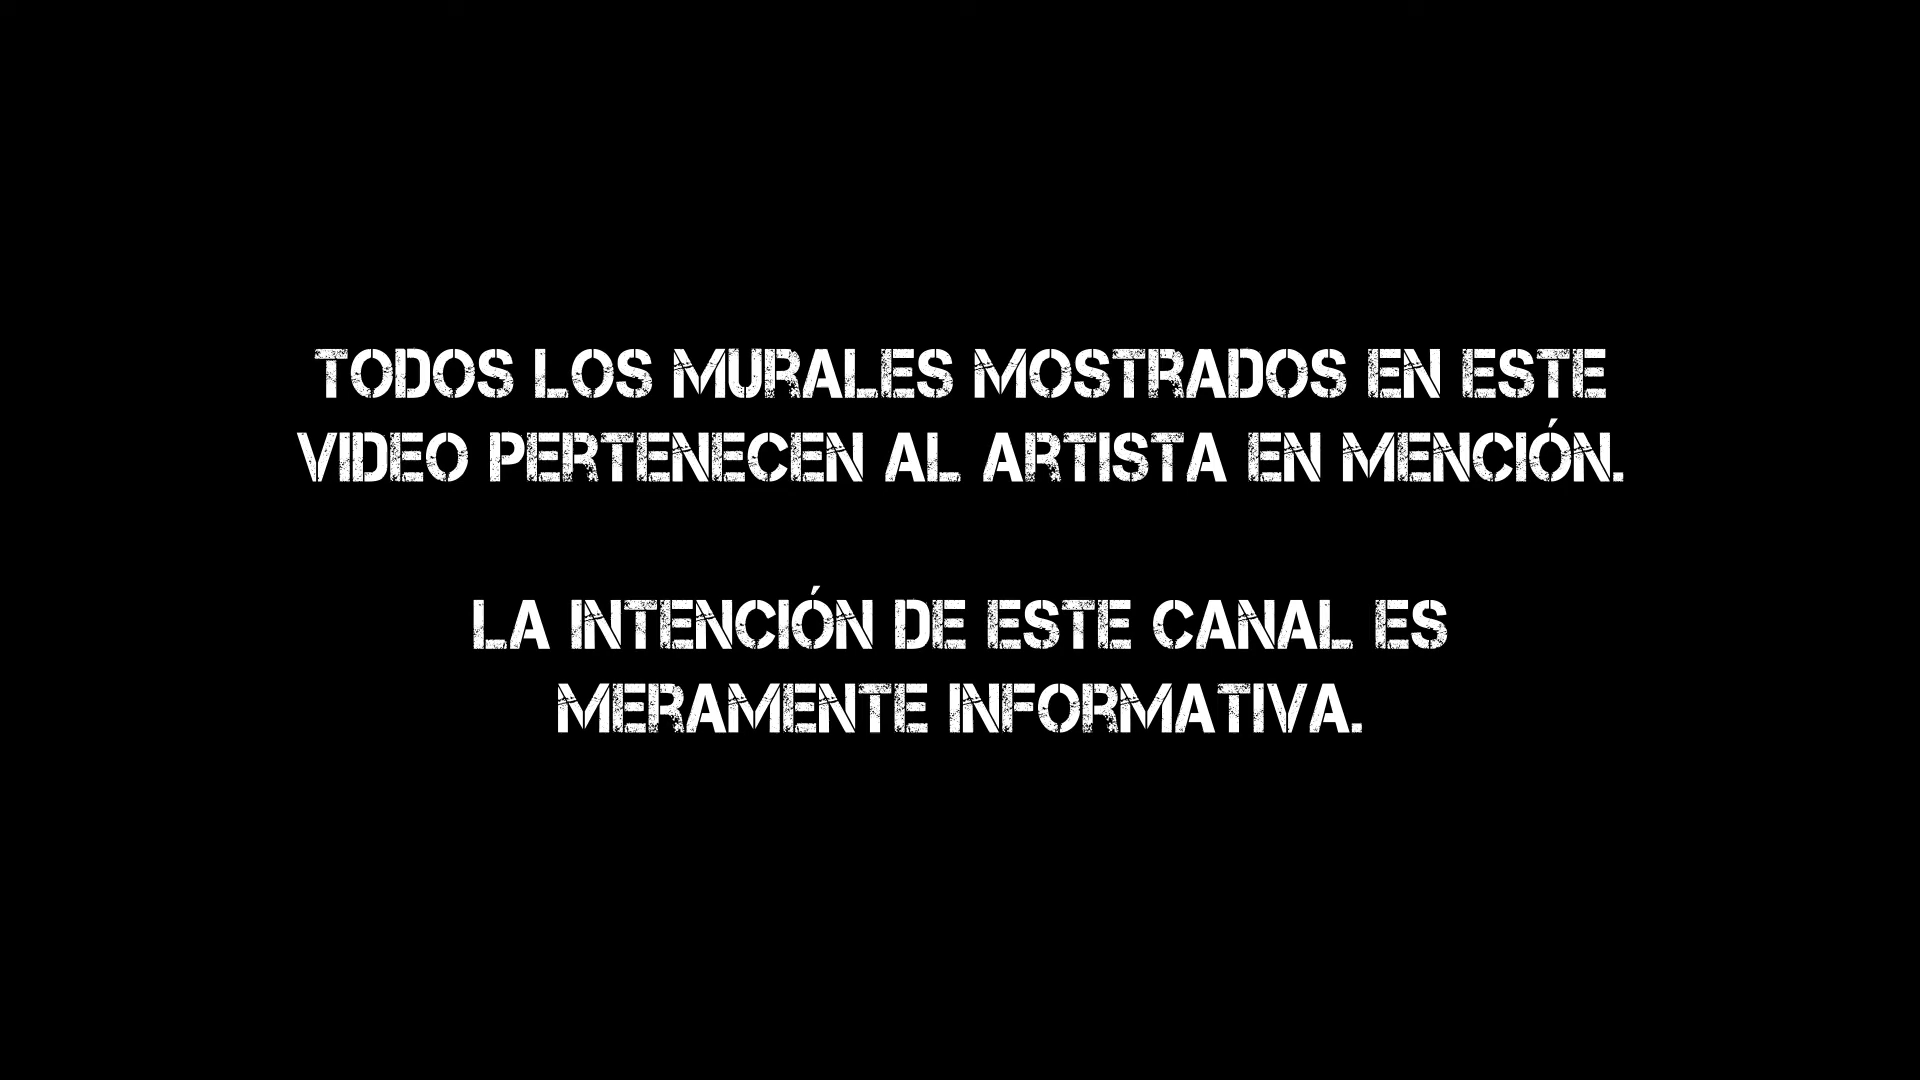 TODOS LOS MURALES MOSTRADOS EN ESTE
VIDEO PERTENECEN AL ARTISTA EN MENCIÓN.
LA INTENCIÓN DE ESTE CANAL ES
MERAMENTE INFORMATIVA.